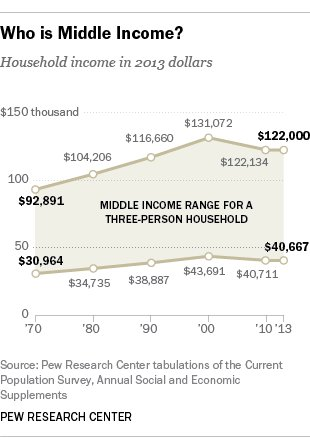 Who is Middle Income?
Household income in 2013 dollars
$150 thousand
$131,072
$116,660
$122,000
$104,206
$122,134
100
$92,891
MIDDLE INCOME RANGE FOR A
THREE-PERSON HOUSEHOLD
50
$40,667
$30,964
$34,735
$38,887
$43,691
$40,711
0
'70 '80 '90 '00 '10 '13
Source: Pew Research Center tabulations of the Current
Population Survey, Annual Social and Economic
Supplements
PEW RESEARCH CENTER